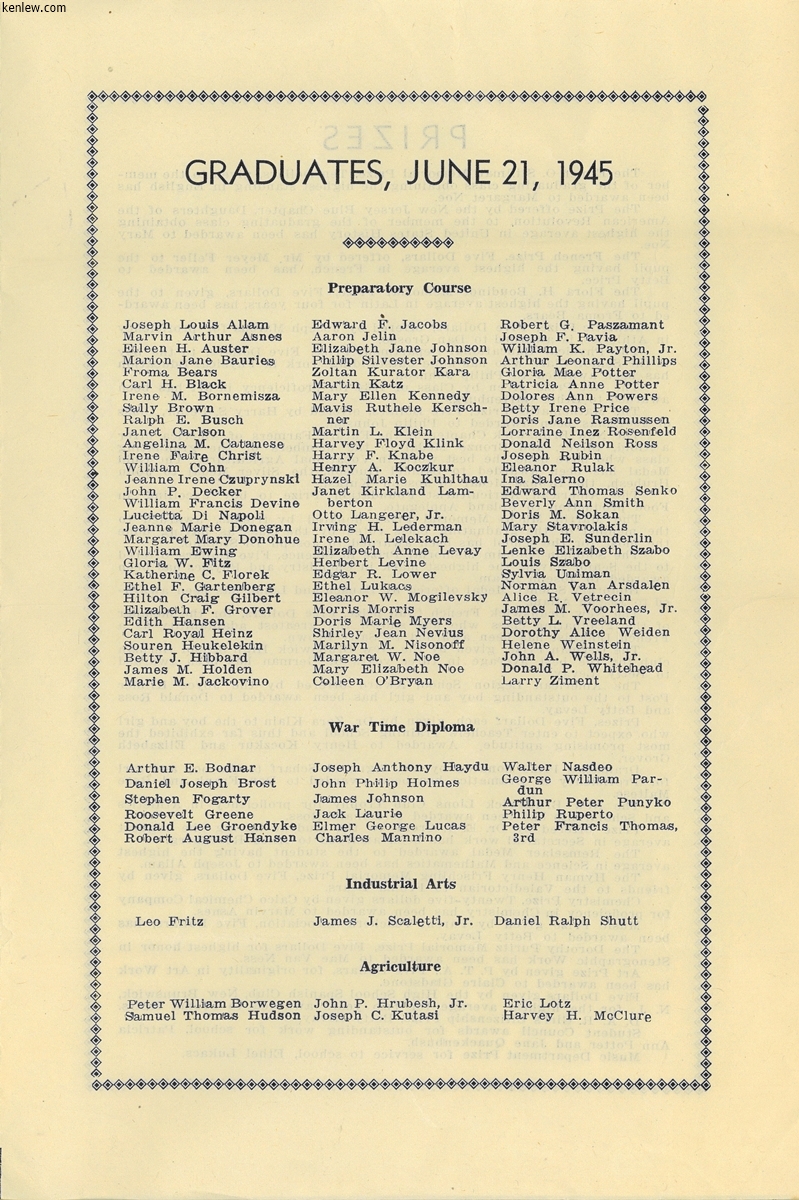 kenlew.com
GRADUATES, JUNE 21, 1945
Preparatory Course
Joseph Louis Allam
Marvin Arthur Asnes
Eileen H. Auster
Marion Jane Bauries
Froma Bears
Carl H. Black
Irene M. Bornemisza
Sally Brown
Ralph E. Busch
Janet Carlson
Angelina M. Catanese
Irene Faire Christ
William Cohn
Jeanne Irene Czuprynski
John P. Decker
William Francis Devine
Lucietta Di Napoli
Jeanne Marie Donegan
Margaret Mary Donohue
William Ewing
Gloria W. Fitz
Katherine C. Florek
Ethel F. Gartenberg
Hilton Craig Gilbert
Elizabeth F. Grover
Edith Hansen
Carl Royal Heinz
Souren Heukelekin
Betty J. Hibbard
James M. Holden
Marie M. Jackovino
Edward F. Jacobs
Aaron Jelin
Elizabeth Jane Johnson
Philip Silvester Johnson
Zoltan Kurator Kara
Martin Katz
Mary Ellen Kennedy
Mavis Ruthele Kersch-
ner
Martin L. Klein
Harvey Floyd Klink
Harry F. Knabe
Henry A. Koczkur
Hazel Marie Kuhlthau
Janet Kirkland Lam-
berton
Otto Langerer, Jr.
Irving H. Lederman
Irene M. Lelekach
Elizabeth Anne Levay
Herbert Levine
Edgar R. Lower
Ethel Lukacs
Eleanor W. Mogilevsky
Morris Morris
Doris Marie Myers
Shirley Jean Nevius
Marilyn M. Nisonoff
Margaret W. Noe
Mary Elizabeth Noe
Colleen O'Bryan
Robert G. Paszamant
Joseph F. Pavia
William K. Payton, Jr.
Arthur Leonard Phillips
Gloria Mae Potter
Patricia Anne Potter
Dolores Ann Powers
Betty Irene Price
Doris Jane Rasmussen
Lorraine Inez Rosenfeld
Donald Neilson Ross
Joseph Rubin
Eleanor Rulak
Ina Salerno
Edward Thomas Senko
Beverly Ann Smith
Doris M. Sokan
Mary Stavrolakis
Joseph E. Sunderlin
Lenke Elizabeth Szabo
Louis Szabo
Sylvia Uniman
Norman Van Arsdalen
Alice R. Vetrecin
James M. Voorhees, Jr.
Betty L. Vreeland
Dorothy Alice Weiden
Helene Weinstein
John A. Wells, Jr.
Donald P. Whitehead
Larry Ziment
War Time Diploma
Arthur E. Bodnar
Daniel Joseph Brost
Stephen Fogarty
Roosevelt Greene
Donald Lee Groendyke
Robert August Hansen
Joseph Anthony Haydu
John Philip Holmes
James Johnson
Jack Laurie
Elmer George Lucas
Charles Mannino
Walter Nasdeo
George William Par-
dun
Arthur Peter Punyko
Philip Ruperto
Peter Francis Thomas,
3rd
Industrial Arts
Leo Fritz
James J. Scaletti, Jr.
Daniel Ralph Shutt
Agriculture
Peter William Borwegen
Samuel Thomas Hudson
John P. Hrubesh, Jr.
Joseph C. Kutasi
Eric Lotz
Harvey H. McClure